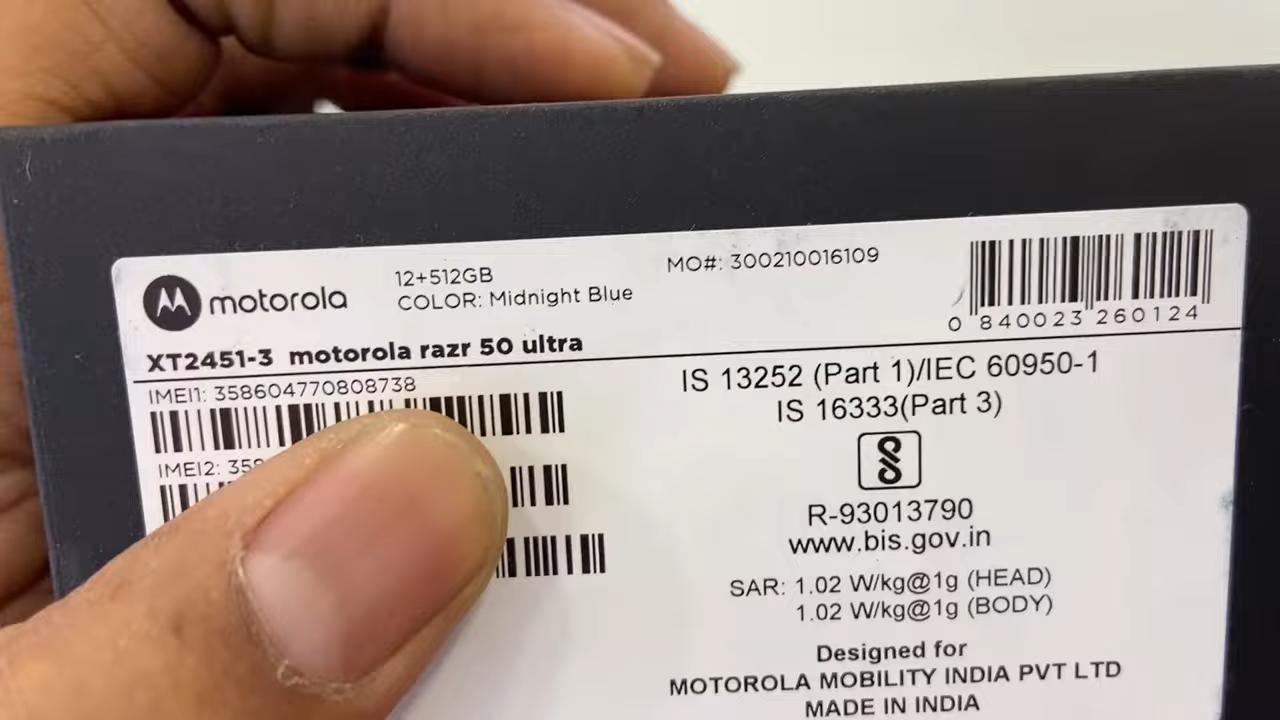 motorola
12+512GB
COLOR: Midnight Blue
MO#: 300210016109
0 840023 260124
XT2451-3 motorola razr 50 ultra
IMEI1: 358604770808738
IMEI2:
IS 13252 (Part 1)/IEC 60950-1
IS 16333(Part 3)
R-93013790
www.bis.gov.in
SAR: 1.02 W/kg@1g (HEAD)
1.02 W/kg@1g (BODY)
Designed for
MOTOROLA MOBILITY INDIA PVT LTD
MADE IN INDIA